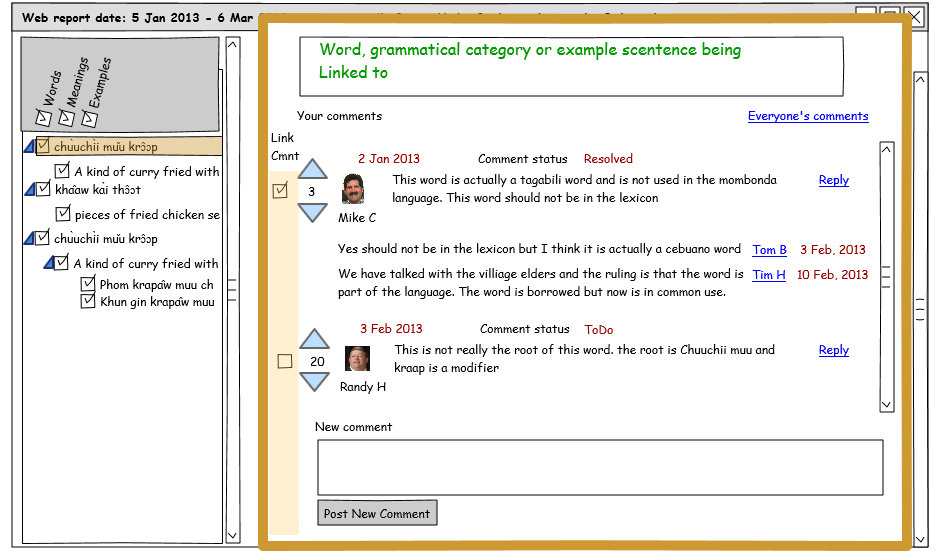 Web report date: 5 Jan 2013 - 6 Mar
Words
Meanings
Examples
chùuchìi mǔu krɔ̂ɔp
A kind of curry fried with
khâaw kài thɔ̂ɔt
pieces of fried chicken se
chùuchìi mǔu krɔ̂ɔp
A kind of curry fried with
Phom krapaw muu ch
Khun gin krapaw muu
Word, grammatical category or example scentence being
Linked to
Your comments
Everyone's comments
Link
Cmnt
2 Jan 2013 Comment status Resolved
3
Mike C
This word is actually a tagabili word and is not used in the mombonda
language. This word should not be in the lexicon
Reply
Yes should not be in the lexicon but I think it is actually a cebuano word Tom B 3 Feb, 2013
We have talked with the villiage elders and the ruling is that the word is Tim H 10 Feb, 2013
part of the language. The word is borrowed but now is in common use.
3 Feb 2013 Comment status ToDo
20
Randy H
This is not really the root of this word. the root is Chuuchii muu and
kraap is a modifier
Reply
New comment
Post New Comment